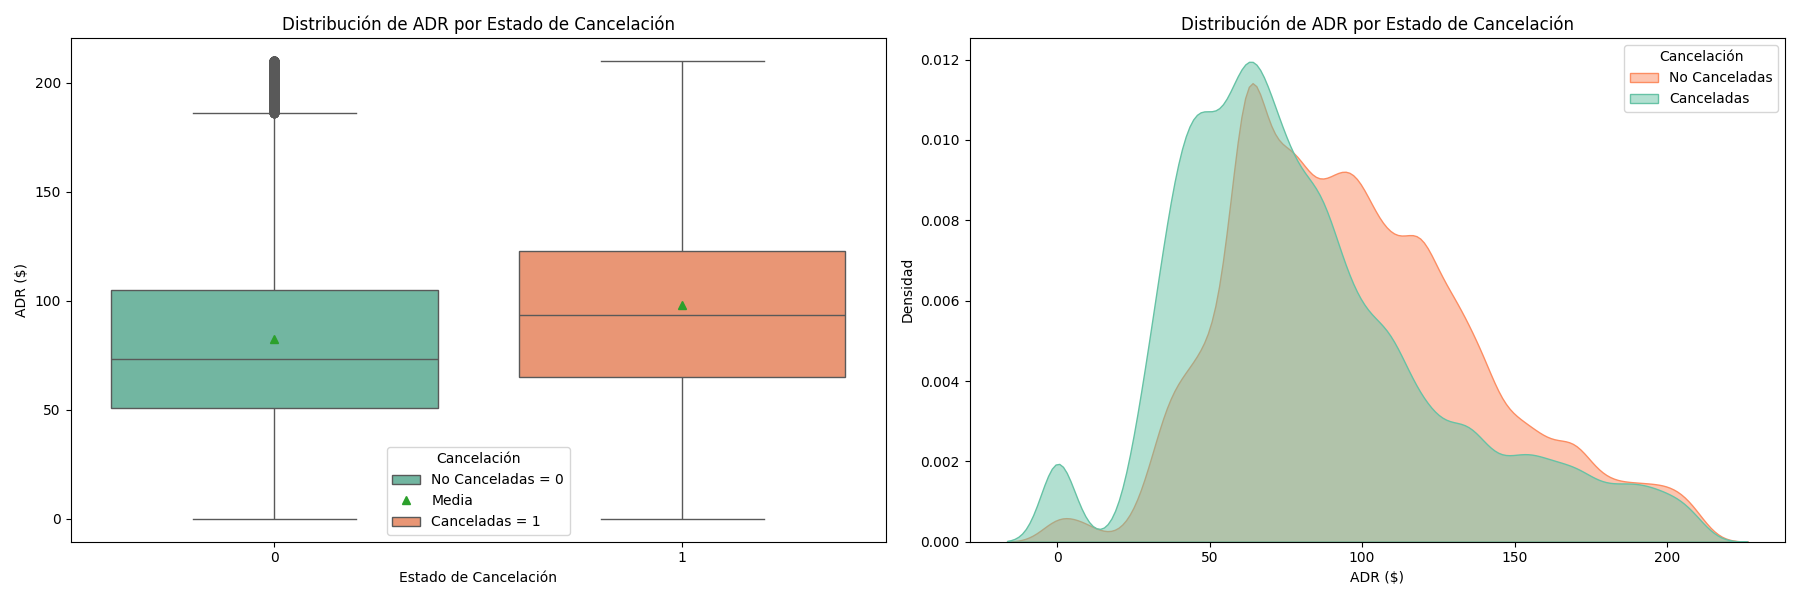 Distribución de ADR por Estado de Cancelación
ADR ($)
200
150
100
50
0
Cancelación
No Canceladas = 0
Media
Canceladas = 1
0
1
Estado de Cancelación
Distribución de ADR por Estado de Cancelación
Densidad
0.012
0.010
0.008
0.006
0.004
0.002
0.000
Cancelación
No Canceladas
Canceladas
0
50
100
150
200
ADR ($)